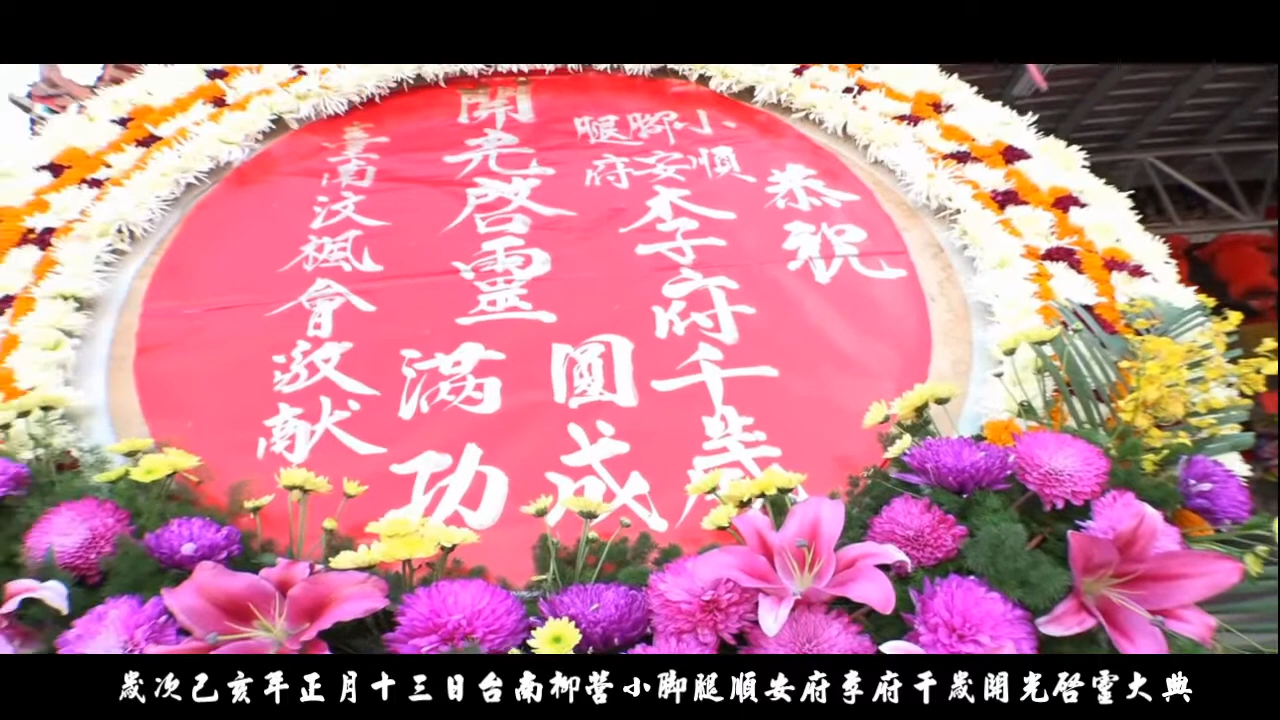 恭祝
小腳腿順安府李府千歲
開光啓靈
圓滿
成功
臺南汶楓會敬献
歲次己亥年正月十三日台南柳營小腳腿順安府李府千歲開光啓靈大典